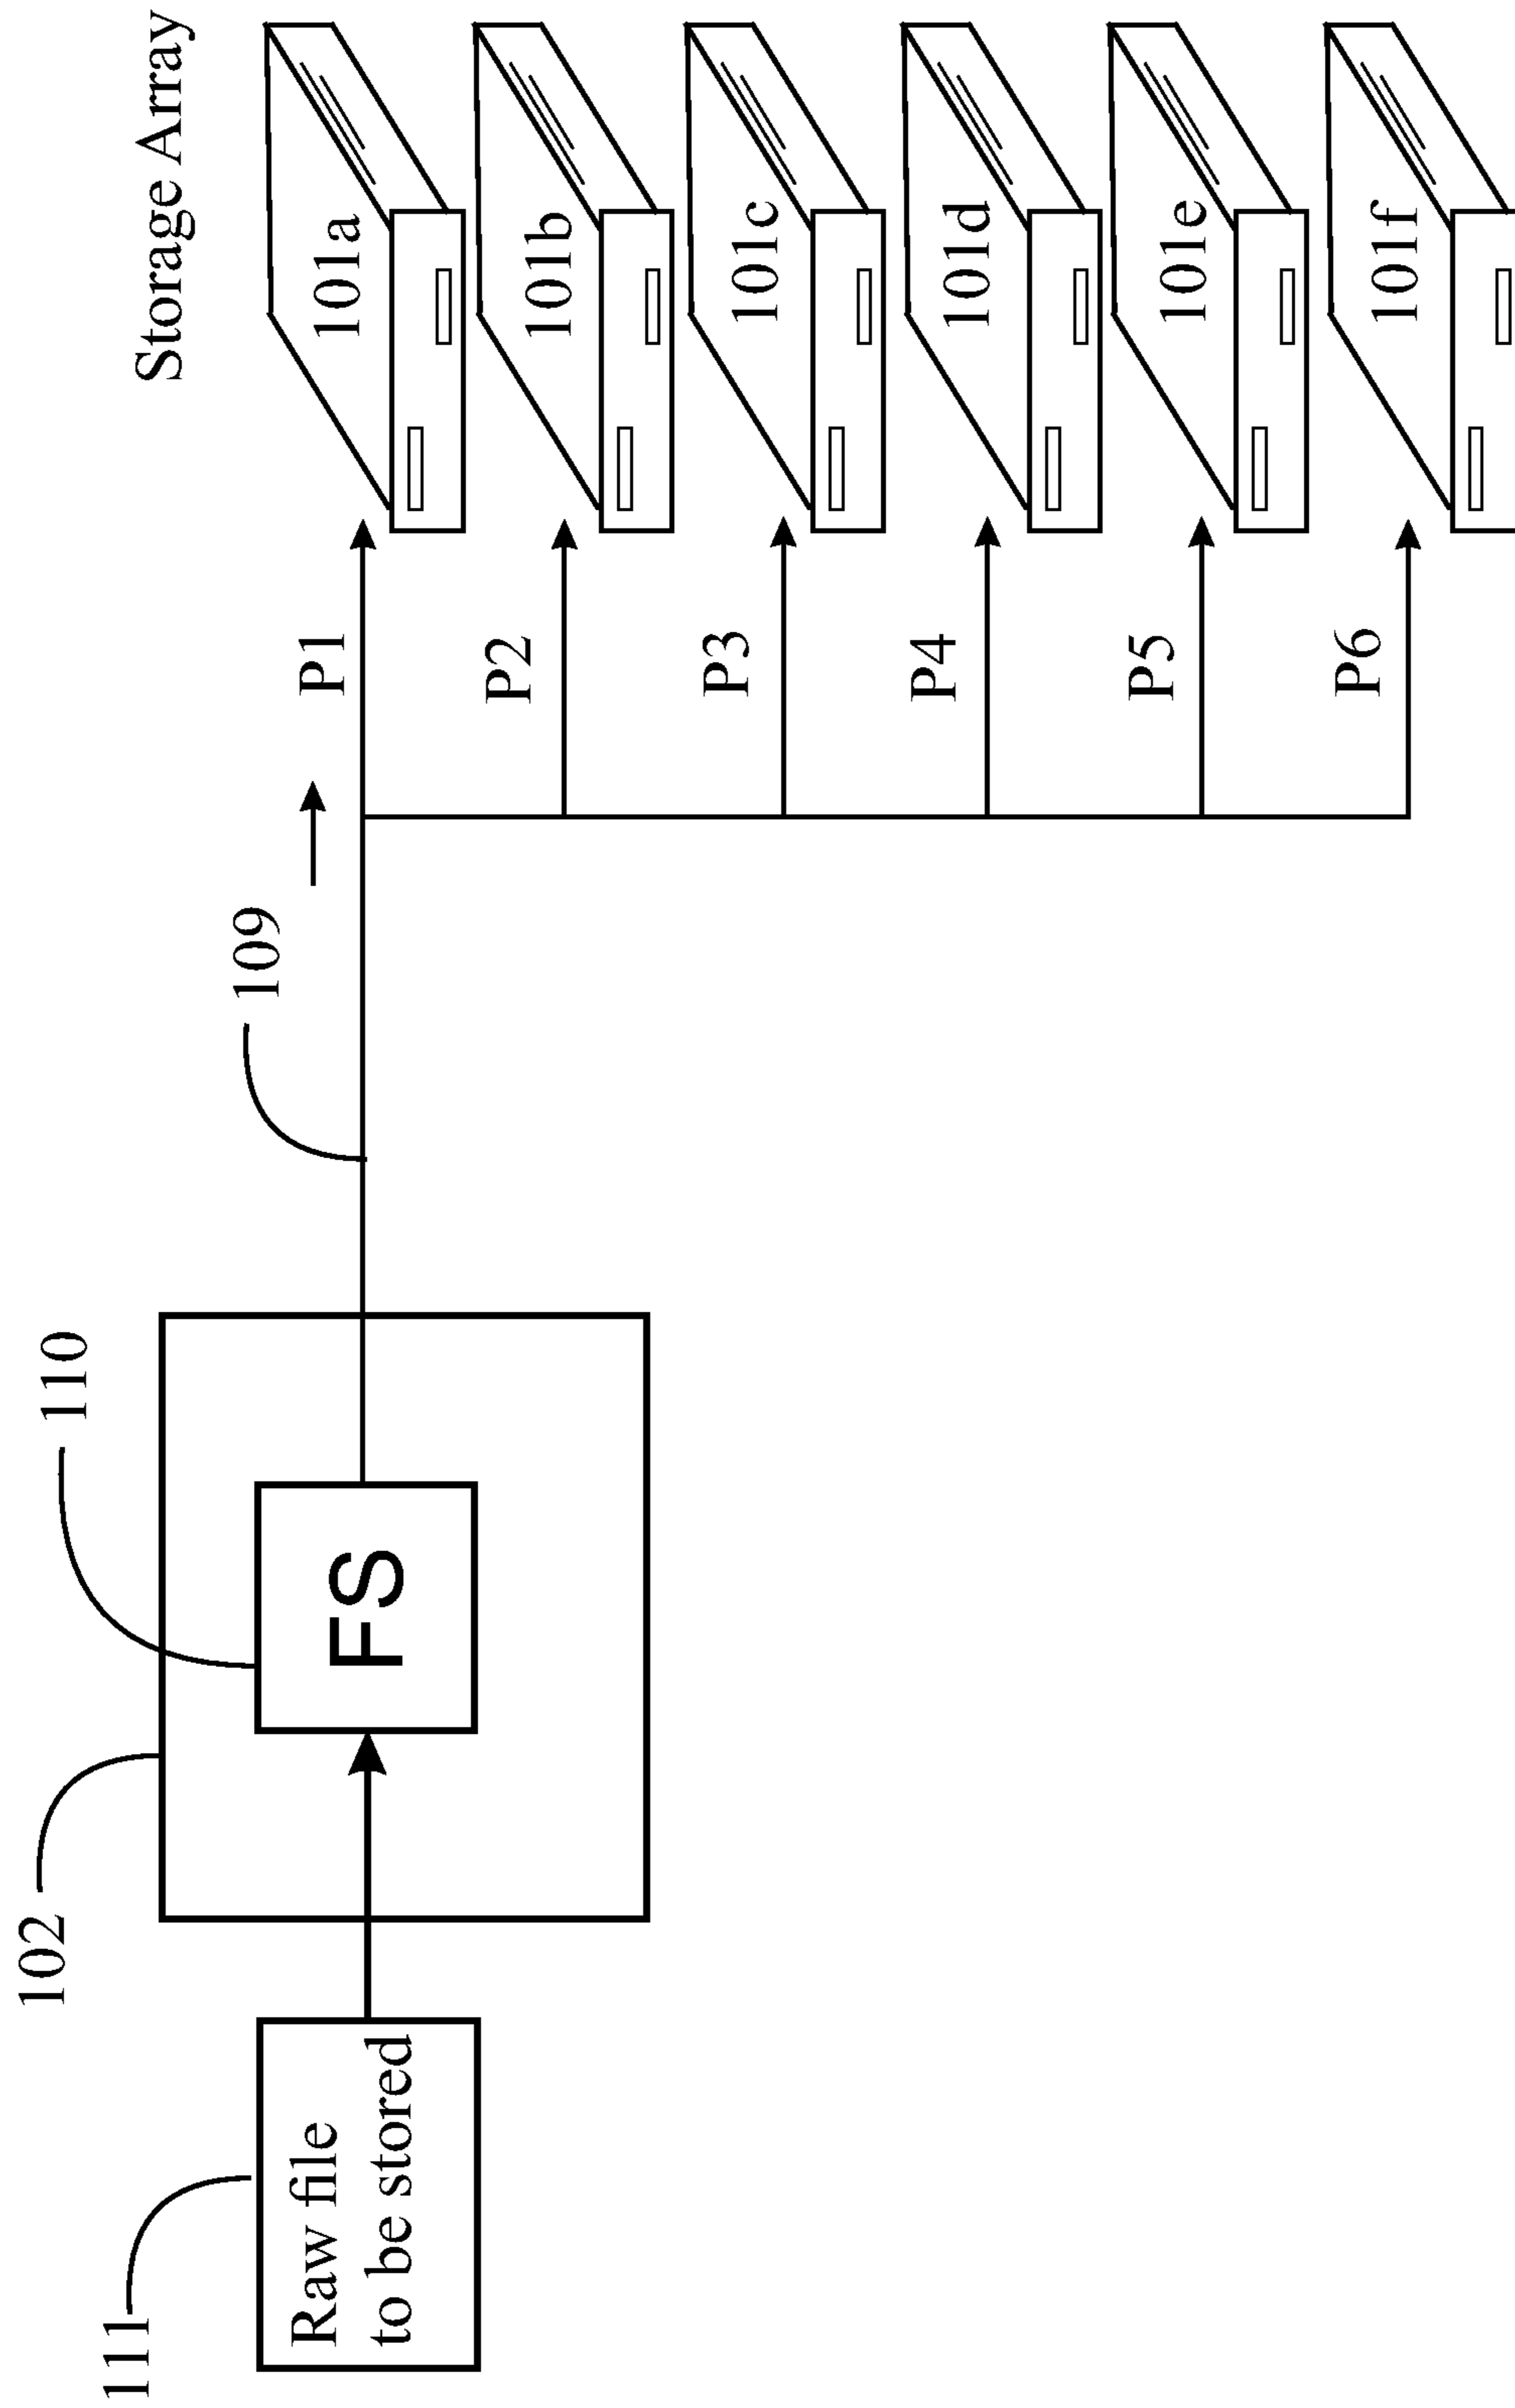 Storage Array
102
110
109
111
Raw file
to be stored
FS
P1
101a
P2
101b
P3
101c
P4
101d
P5
101e
P6
101f